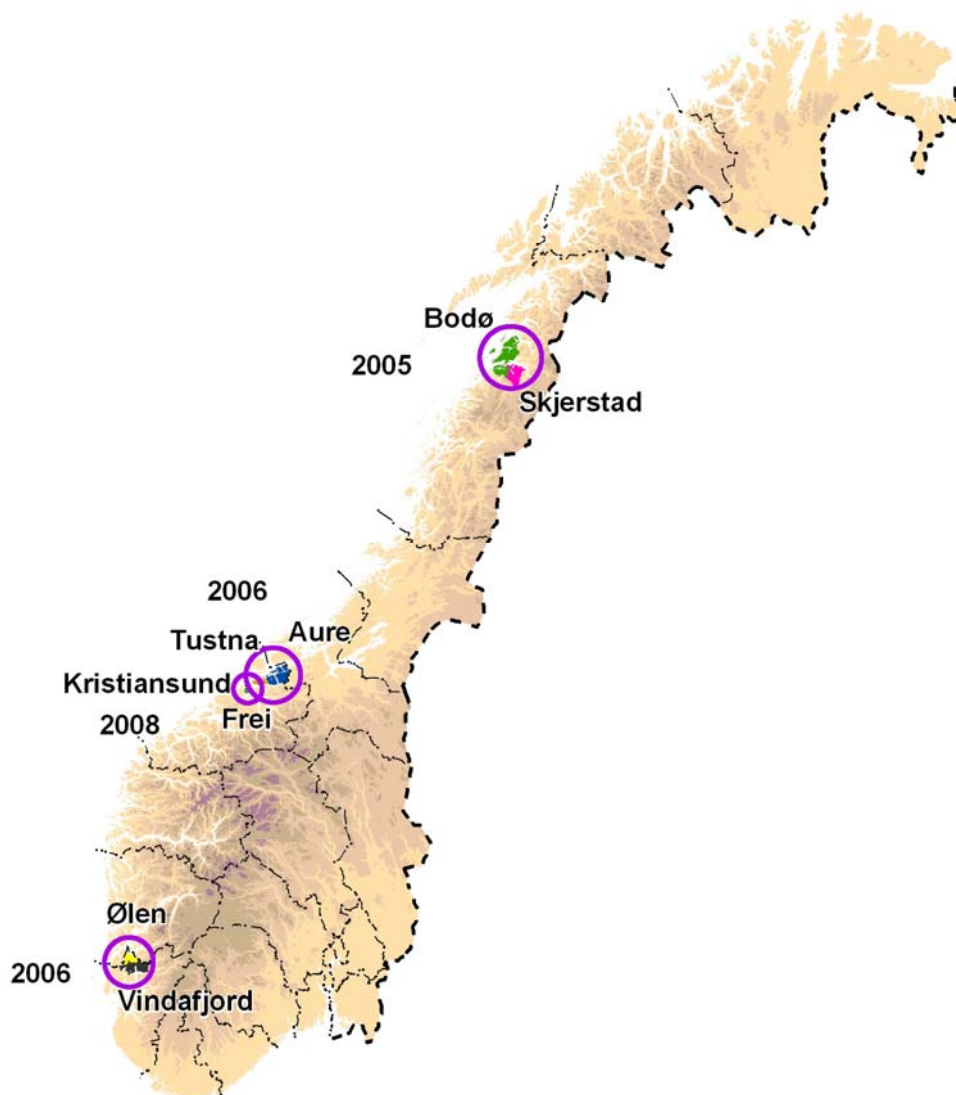 Bodø
2005
Skjerstad
2006
Tustna
Aure
Kristiansund
Frei
2008
Ølen
2006
Vindafjord